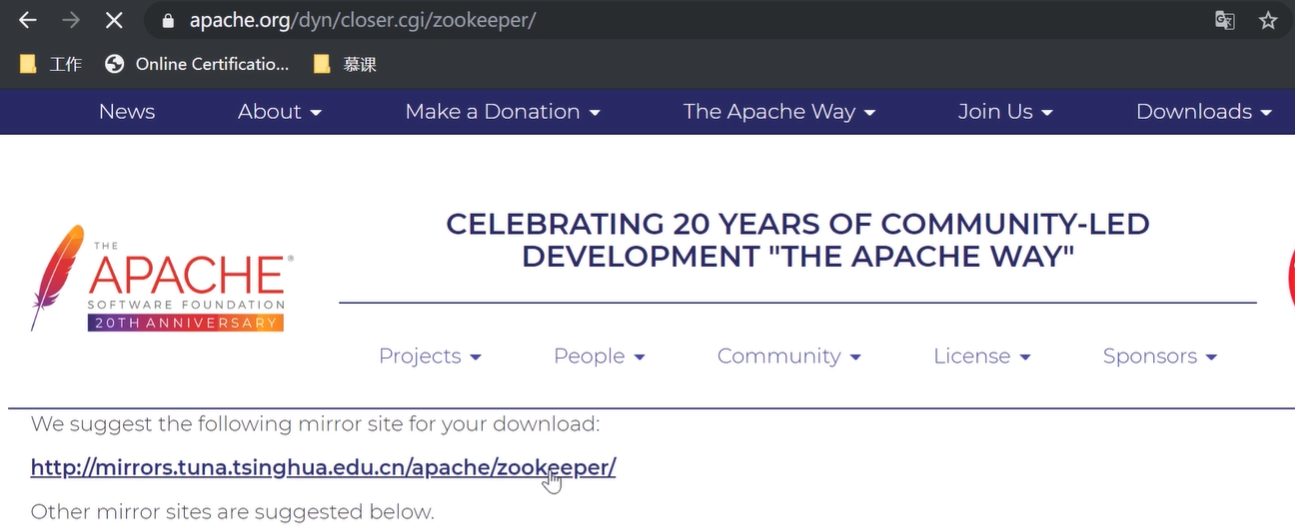 apache.org/dyn/closer.cgi/zookeeper/
工作 Online Certificatio... 慕课
News About Make a Donation The Apache Way Join Us Downloads
CELEBRATING 20 YEARS OF COMMUNITY-LED
DEVELOPMENT "THE APACHE WAY"
THE
APACHE®
SOFTWARE FOUNDATION
20TH ANNIVERSARY
Projects People Community License Sponsors
We suggest the following mirror site for your download:
http://mirrors.tuna.tsinghua.edu.cn/apache/zookeeper/
Other mirror sites are suggested below.